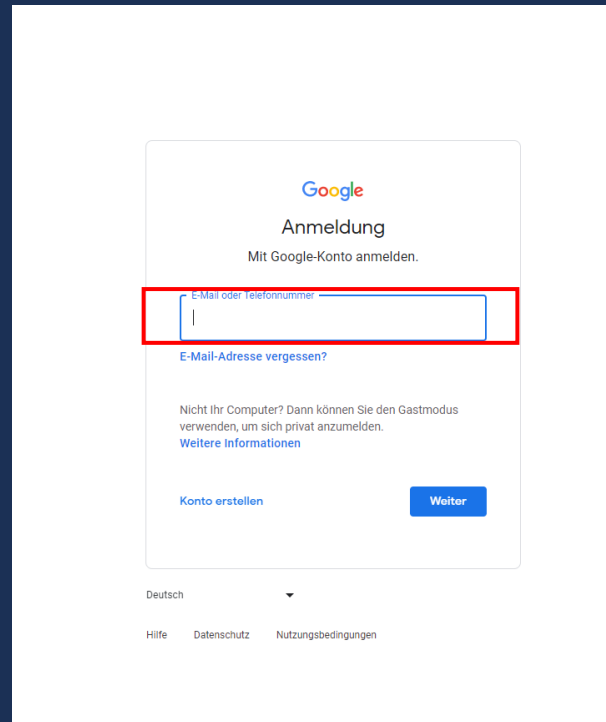 Google
Anmeldung
Mit Google-Konto anmelden.
E-Mail oder Telefonnummer
E-Mail-Adresse vergessen?
Nicht Ihr Computer? Dann können Sie den Gastmodus
verwenden, um sich privat anzumelden.
Weitere Informationen
Konto erstellen
Weiter
Deutsch
Hilfe Datenschutz Nutzungsbedingungen